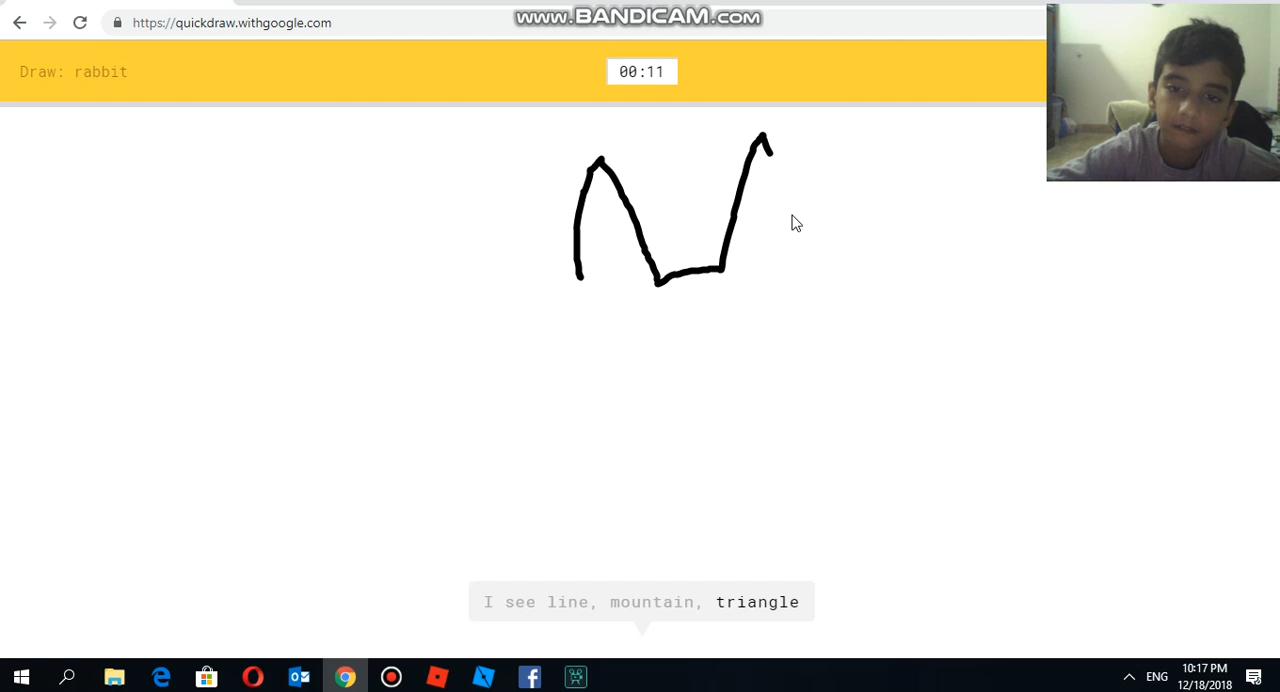 https://quickdraw.withgoogle.com
www.BANDICAM.com
Draw: rabbit
00:11
I see line, mountain, triangle
ENG
10:17 PM
12/18/2018